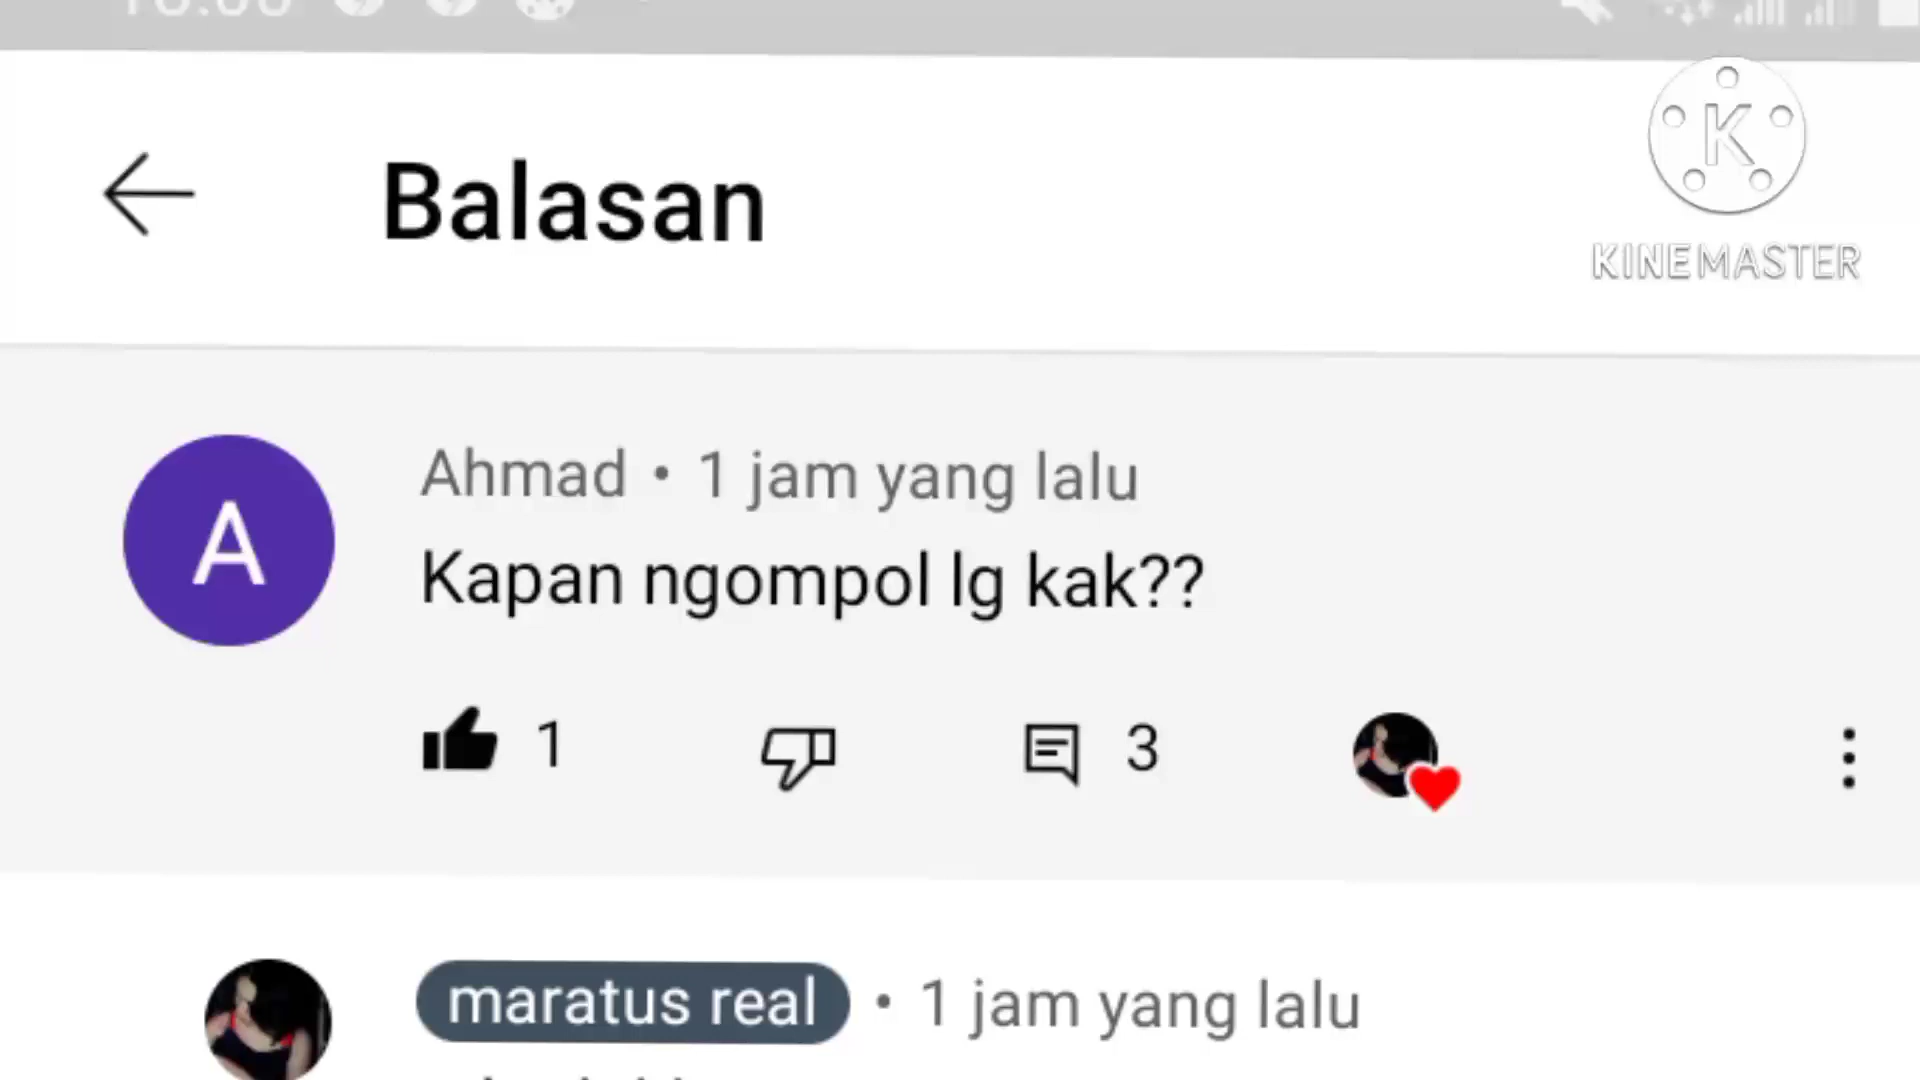 Balasan
KINEMASTER
Ahmad • 1 jam yang lalu
A
Kapan ngompol lg kak??
1
3
maratus real • 1 jam yang lalu